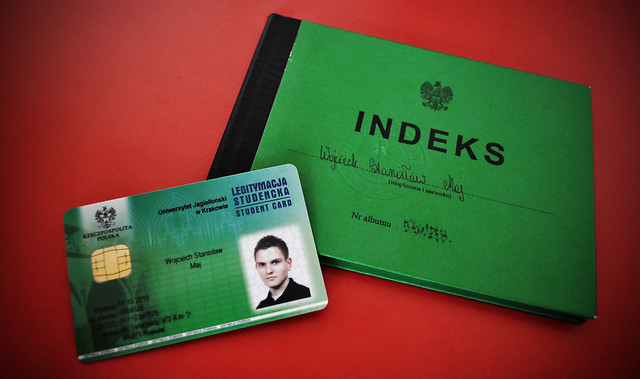 INDEKS
Wojciech Stanisław Maj
(imię/imiona i nazwisko)
Nr albumu
RZECZPOSPOLITA
POLSKA
Uniwersytet Jagielloński
w Krakowie
LEGITYMACJA
STUDENCKA
STUDENT CARD
Wojciech Stanisław
Maj